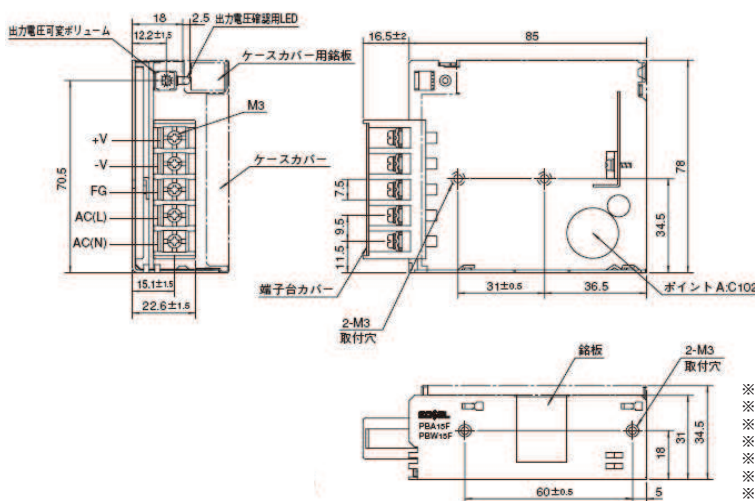 18
2.5
出力電圧確認用LED
出力電圧可変ボリューム
12.2±1.5
ケースカバー用銘板
M3
+V
-V
FG
AC(L)
AC(N)
ケースカバー
70.5
15.1±1.5
22.6±1.5
16.5±2
85
78
34.5
7.5
9.5
11.5
端子台カバー
31±0.5
36.5
ポイントA:C102
2-M3
取付穴
銘板
2-M3
取付穴
COSEL
PBA15F
PBW15F
18
31
34.5
60±0.5
5
※
※
※
※
※
※
※